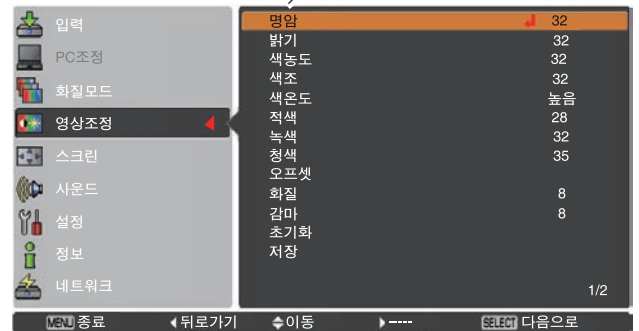 입력
PC조정
화질모드
영상조정
스크린
사운드
설정
정보
네트워크
명암 32
밝기 32
색농도 32
색조 32
색온도 높음
적색 28
녹색 32
청색 35
오프셋
화질 8
감마 8
초기화
저장
1/2
MENU 종료 뒤로가기 이동 ---- SELECT 다음으로